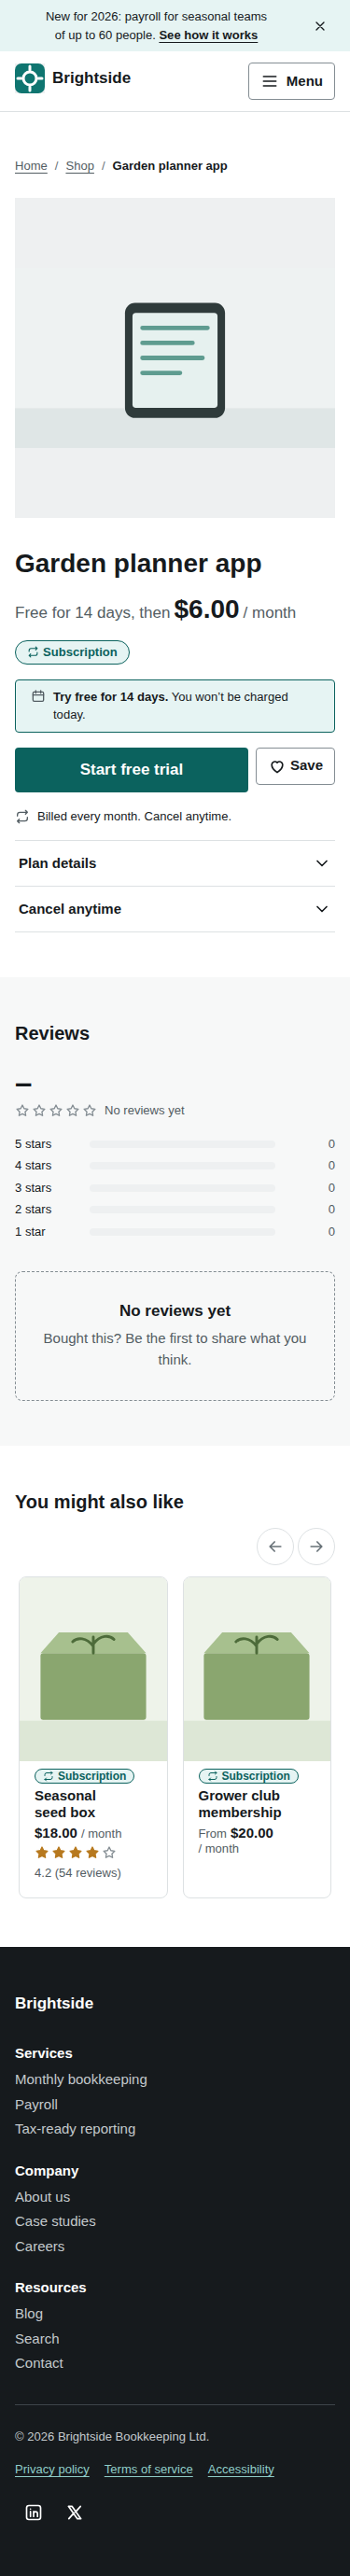 New for 2026: payroll for seasonal teams
of up to 60 people. See how it works
Brightside
Menu
Home / Shop / Garden planner app
Garden planner app
Free for 14 days, then $6.00 / month
Subscription
Try free for 14 days. You won’t be charged
today.
Start free trial
Save
Billed every month. Cancel anytime.
Plan details
Cancel anytime
Reviews
–
No reviews yet
5 stars 0
4 stars 0
3 stars 0
2 stars 0
1 star 0
No reviews yet
Bought this? Be the first to share what you
think.
You might also like
Subscription
Seasonal
seed box
$18.00 / month
4.2 (54 reviews)
Subscription
Grower club
membership
From $20.00
/ month
Brightside
Services
Monthly bookkeeping
Payroll
Tax-ready reporting
Company
About us
Case studies
Careers
Resources
Blog
Search
Contact
© 2026 Brightside Bookkeeping Ltd.
Privacy policy Terms of service Accessibility